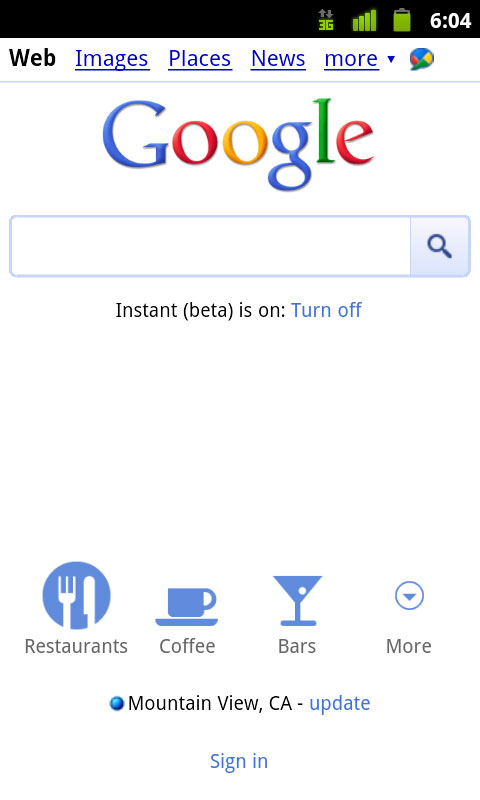 3G 6:04
Web Images Places News more ▼
Google
Instant (beta) is on: Turn off
Restaurants Coffee Bars More
Mountain View, CA - update
Sign in